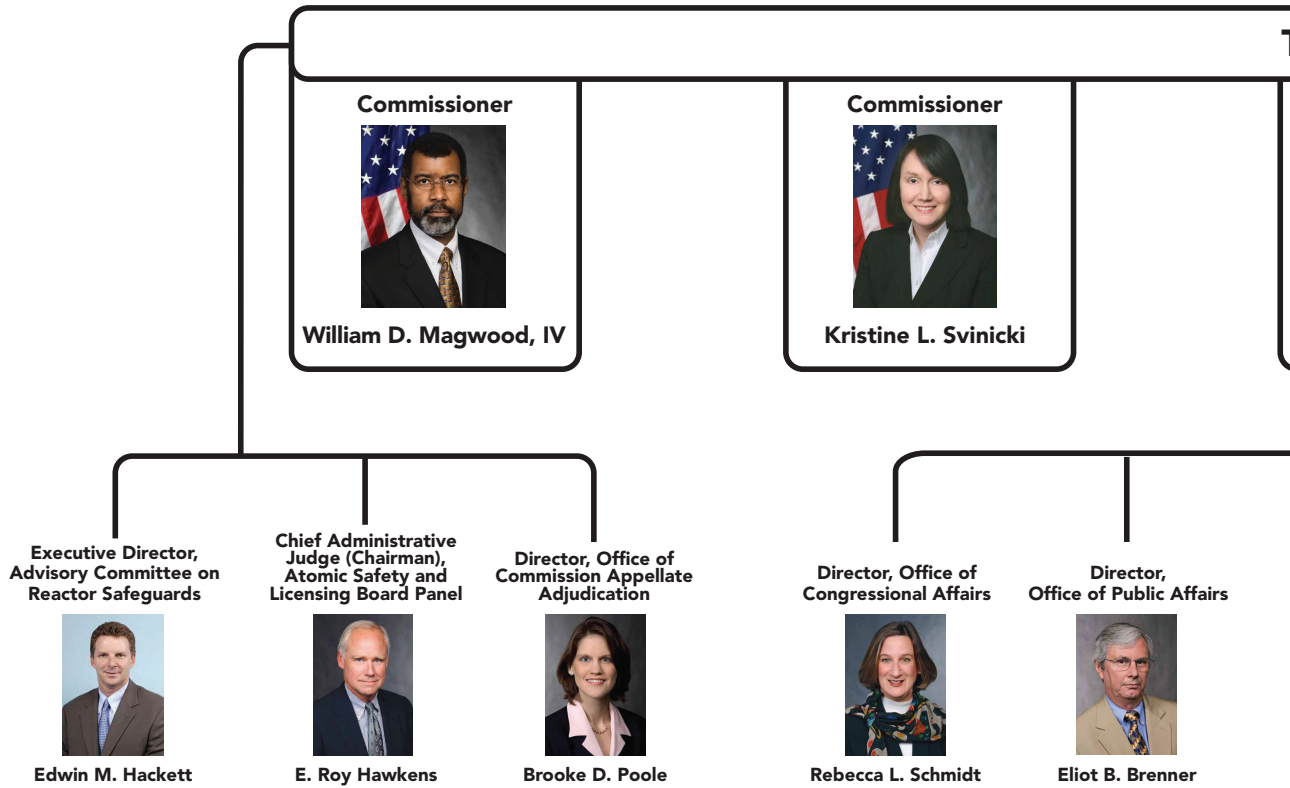 T
Commissioner
Commissioner
William D. Magwood, IV
Kristine L. Svinicki
Executive Director,
Advisory Committee on
Reactor Safeguards
Chief Administrative
Judge (Chairman),
Atomic Safety and
Licensing Board Panel
Director, Office of
Commission Appellate
Adjudication
Director, Office of
Congressional Affairs
Director,
Office of Public Affairs
Edwin M. Hackett
E. Roy Hawkens
Brooke D. Poole
Rebecca L. Schmidt
Eliot B. Brenner